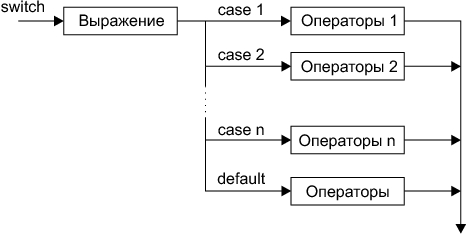 switch
Выражение
case 1
Операторы 1
case 2
Операторы 2
case n
Операторы n
default
Операторы